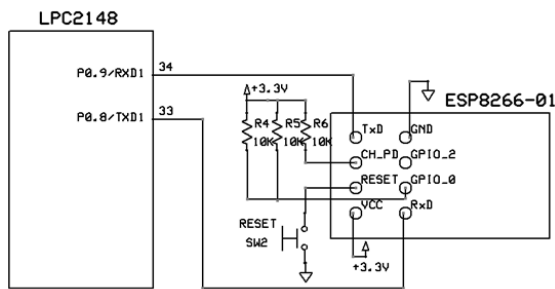 LPC2148
P0.9/RXD1 34
P0.8/TXD1 33
+3.3V
ESP8266-01
R4 R5 R6
10K 10K 10K
TxD GND
CH_PD GPIO_2
RESET GPIO_0
VCC RxD
RESET
SW2
+3.3V